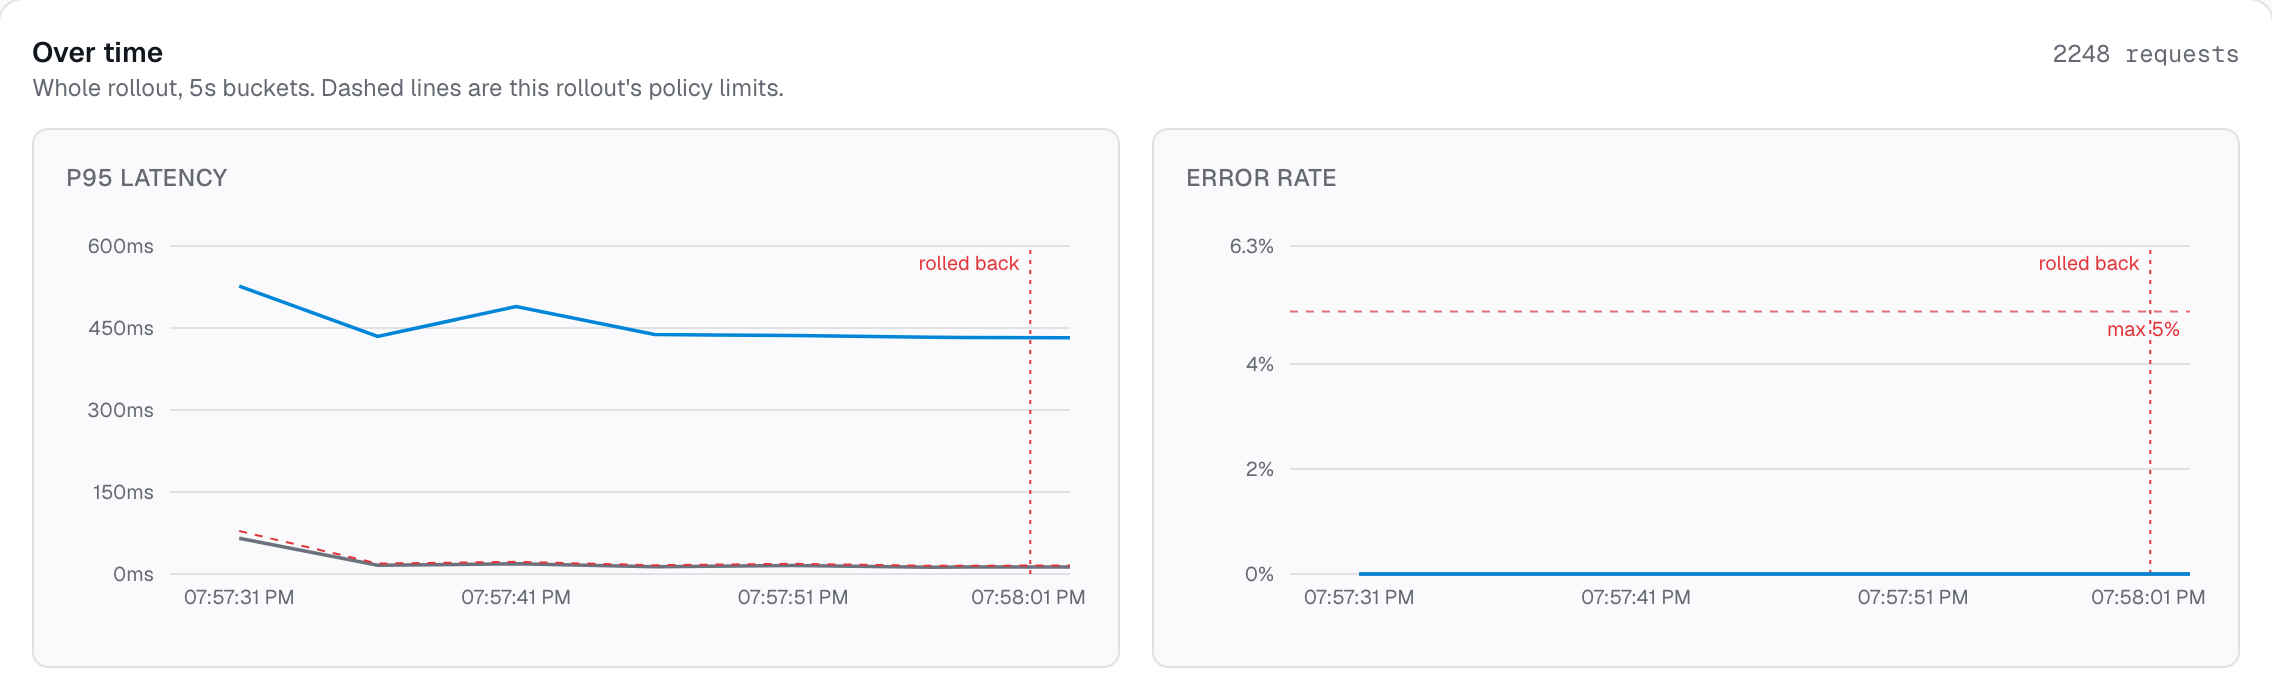 Over time
2248 requests
Whole rollout, 5s buckets. Dashed lines are this rollout's policy limits.
P95 LATENCY
600ms
rolled back
450ms
300ms
150ms
0ms
07:57:31 PM
07:57:41 PM
07:57:51 PM
07:58:01 PM
ERROR RATE
6.3%
rolled back
max 5%
4%
2%
0%
07:57:31 PM
07:57:41 PM
07:57:51 PM
07:58:01 PM